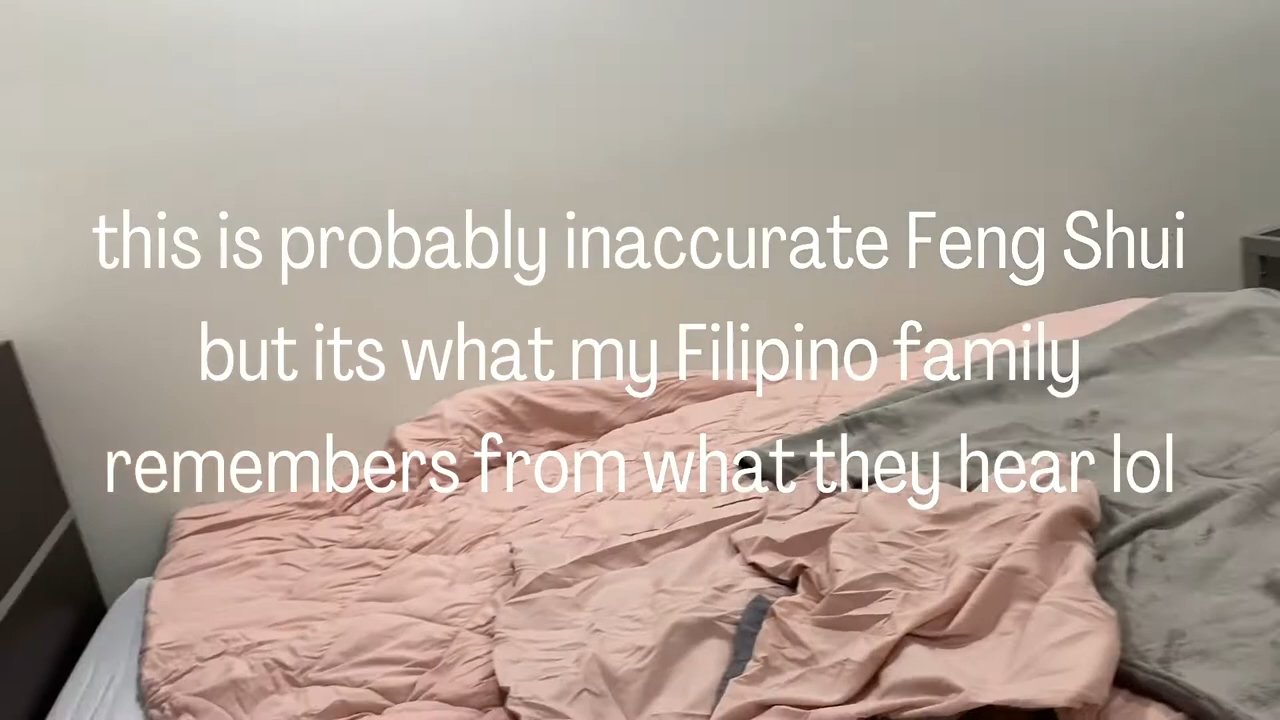 this is probably inaccurate Feng Shui
but its what my Filipino family
remembers from what they hear lol